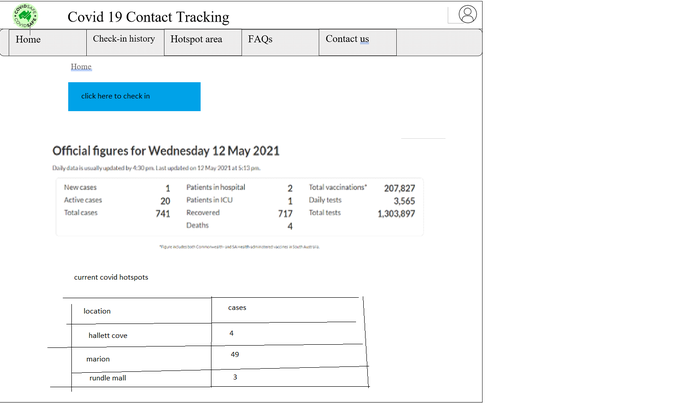 COVIDSAFE
Covid 19 Contact Tracking
Home Check-in history Hotspot area FAQs Contact us
Home
click here to check in
Official figures for Wednesday 12 May 2021
Daily data is usually updated by 4:30 pm. Last updated on 12 May 2021 at 5:13 pm.
New cases 1 Patients in hospital 2 Total vaccinations* 207,827
Active cases 20 Patients in ICU 1 Daily tests 3,565
Total cases 741 Recovered 717 Total tests 1,303,897
Deaths 4
*Figure includes both Commonwealth- and SA Health-administered vaccines in South Australia.
current covid hotspots
location cases
hallett cove 4
marion 49
rundle mall 3